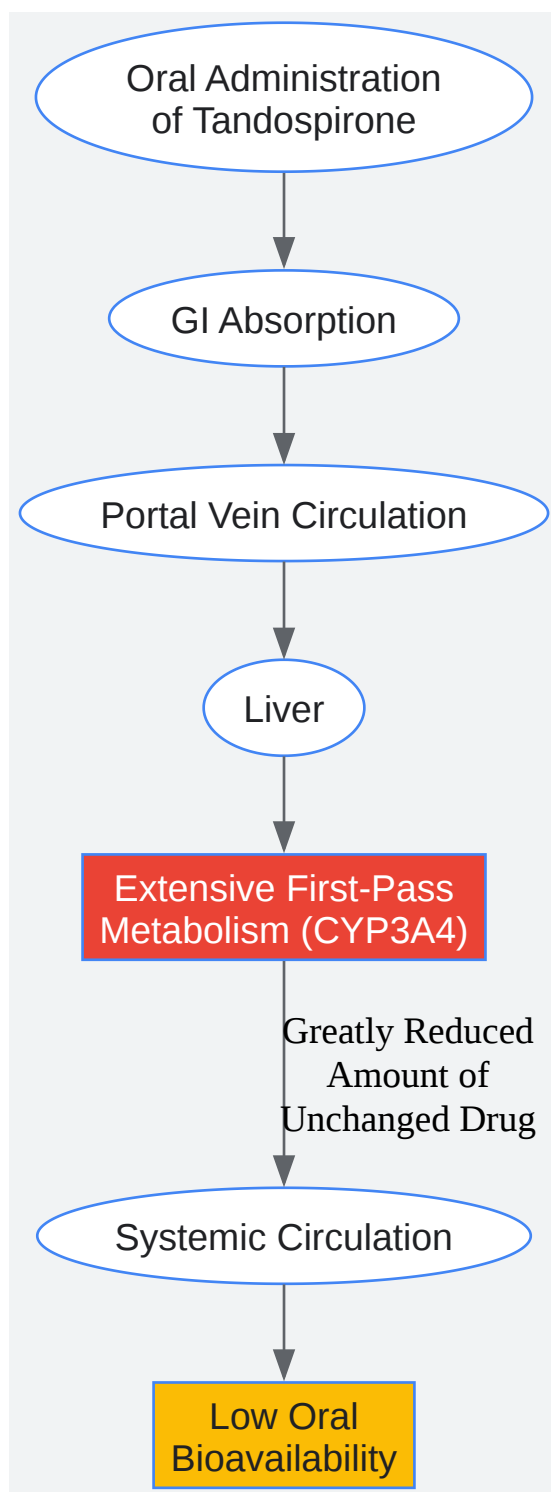 Oral Administration
of Tandospirone
GI Absorption
Portal Vein Circulation
Liver
Extensive First-Pass
Metabolism (CYP3A4)
Greatly Reduced
Amount of
Unchanged Drug
Systemic Circulation
Low Oral
Bioavailability